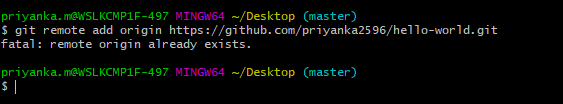 priyanka.m@WSLKCMP1F-497 MINGW64 ~/Desktop (master)
$ git remote add origin https://github.com/priyanka2596/hello-world.git
fatal: remote origin already exists.
priyanka.m@WSLKCMP1F-497 MINGW64 ~/Desktop (master)
$